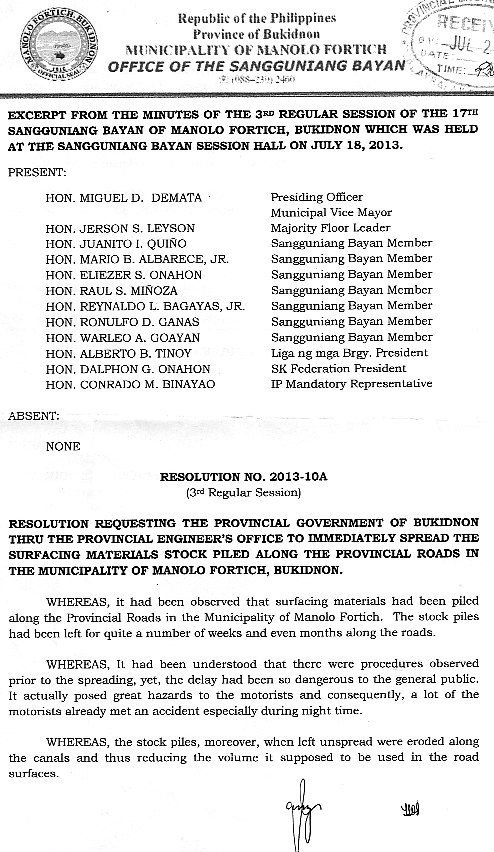 Republic of the Philippines
Province of Bukidnon
MUNICIPALITY OF MANOLO FORTICH
OFFICE OF THE SANGGUNIANG BAYAN
MANOLO FORTICH, BUKIDNON
OFFICIAL SEAL
RECEIV
BY: JUL 2
DATE
TIME:
EXCERPT FROM THE MINUTES OF THE 3RD REGULAR SESSION OF THE 17TH
SANGGUNIANG BAYAN OF MANOLO FORTICH, BUKIDNON WHICH WAS HELD
AT THE SANGGUNIANG BAYAN SESSION HALL ON JULY 18, 2013.
PRESENT:
HON. MIGUEL D. DEMATA Presiding Officer
Municipal Vice Mayor
HON. JERSON S. LEYSON Majority Floor Leader
HON. JUANITO I. QUIÑO Sangguniang Bayan Member
HON. MARIO B. ALBARECE, JR. Sangguniang Bayan Member
HON. ELIEZER S. ONAHON Sangguniang Bayan Member
HON. RAUL S. MIÑOZA Sangguniang Bayan Member
HON. REYNALDO L. BAGAYAS, JR. Sangguniang Bayan Member
HON. RONULFO D. GANAS Sangguniang Bayan Member
HON. WARLEO A. GOAYAN Sangguniang Bayan Member
HON. ALBERTO B. TINOY Liga ng mga Brgy. President
HON. DALPHON G. ONAHON SK Federation President
HON. CONRADO M. BINAYAO IP Mandatory Representative
ABSENT:
NONE
RESOLUTION NO. 2013-10A
(3rd Regular Session)
RESOLUTION REQUESTING THE PROVINCIAL GOVERNMENT OF BUKIDNON
THRU THE PROVINCIAL ENGINEER'S OFFICE TO IMMEDIATELY SPREAD THE
SURFACING MATERIALS STOCK PILED ALONG THE PROVINCIAL ROADS IN
THE MUNICIPALITY OF MANOLO FORTICH, BUKIDNON.
WHEREAS, it had been observed that surfacing materials had been piled
along the Provincial Roads in the Municipality of Manolo Fortich. The stock piles
had been left for quite a number of weeks and even months along the roads.
WHEREAS, It had been understood that there were procedures observed
prior to the spreading, yet, the delay had been so dangerous to the general public.
It actually posed great hazards to the motorists and consequently, a lot of the
motorists already met an accident especially during night time.
WHEREAS, the stock piles, moreover, when left unspread were eroded along
the canals and thus reducing the volume it supposed to be used in the road
surfaces.